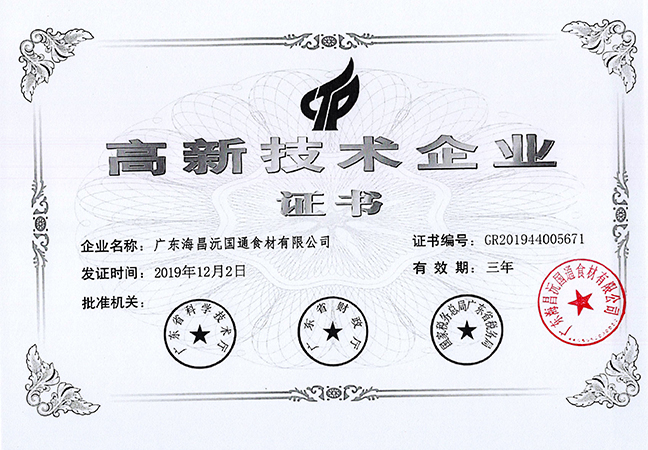 高新技术企业
证书
企业名称：广东海昌沅国通食材有限公司
证书编号：GR201944005671
发证时间：2019年12月2日
有效期：三年
批准机关：
广东省科学技术厅
广东省财政厅
国家税务总局广东省税务局
广东海昌沅国通食材有限公司